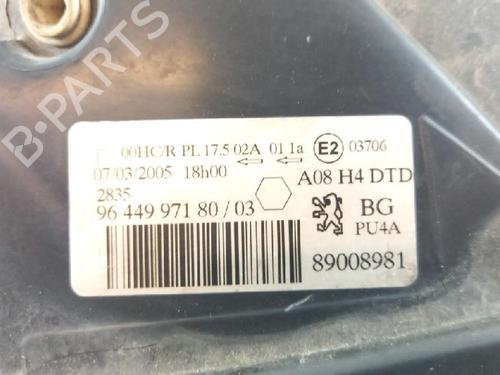 B-PARTS
00HC/R PL 17.5 02A 01 1a E2 03706
07/03/2005 18h00
A08 H4 DTD
2835
96 449 971 80 / 03
BG
PU4A
89008981